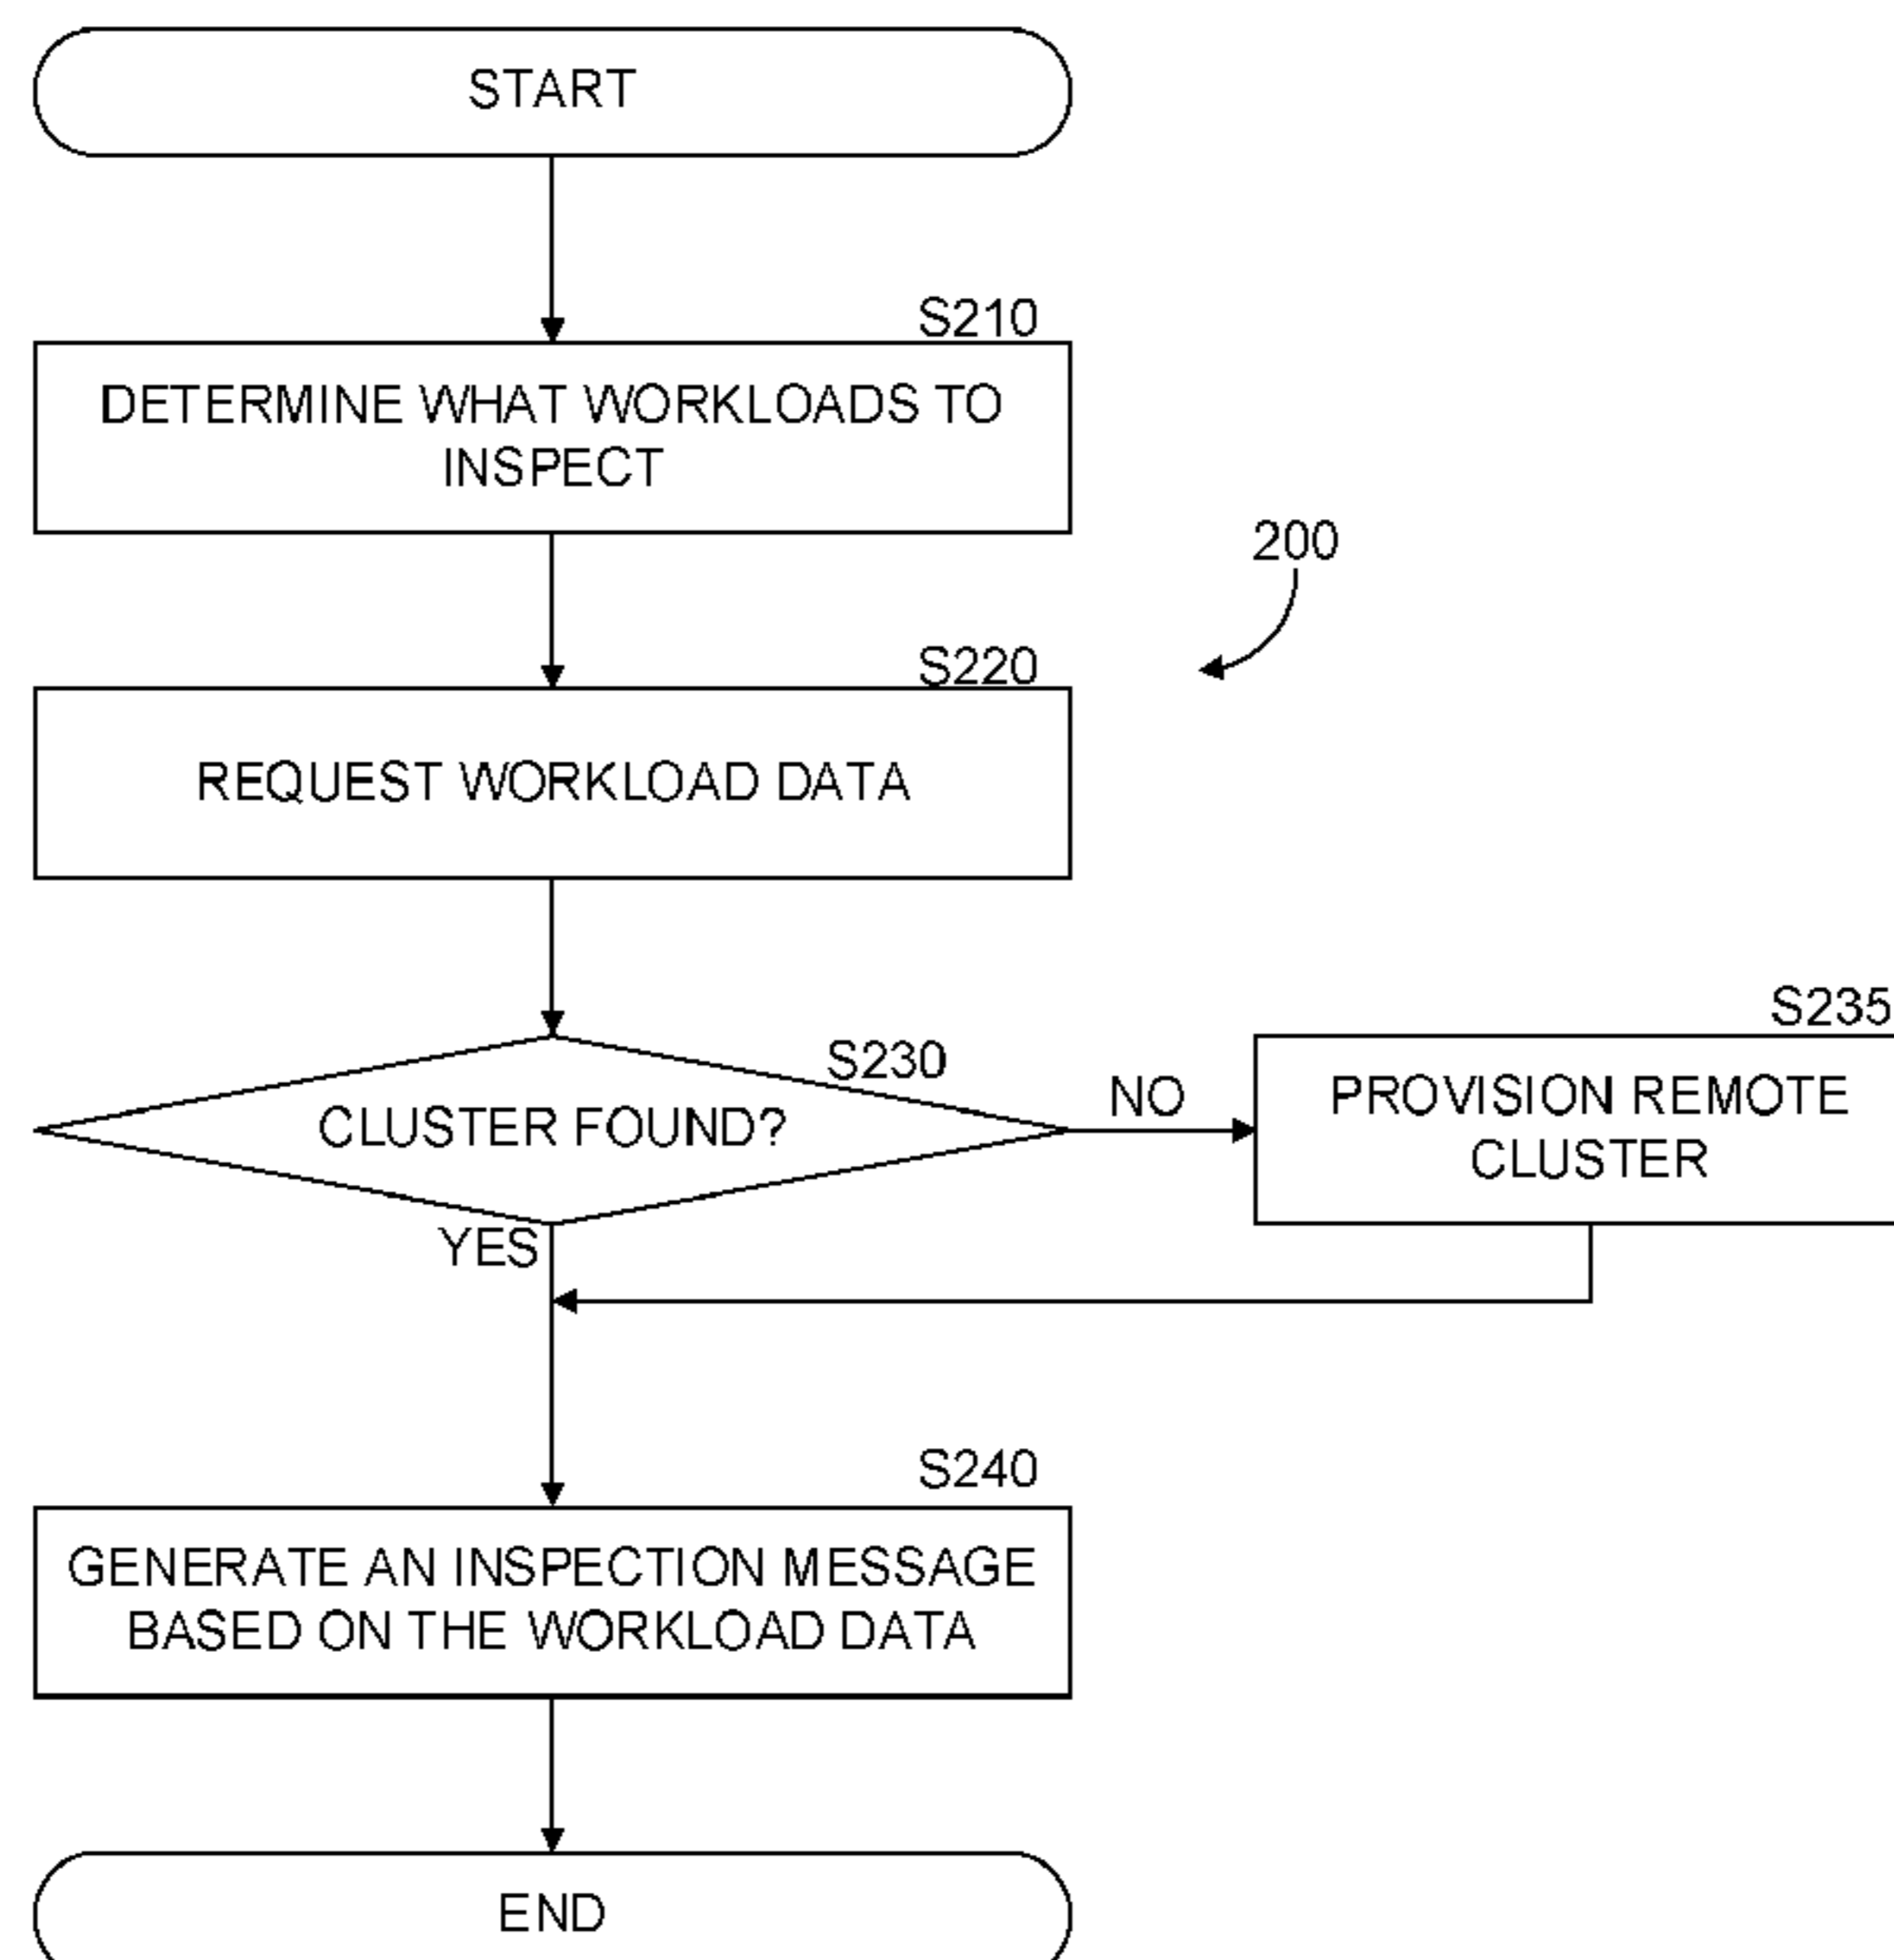 START
S210
DETERMINE WHAT WORKLOADS TO
INSPECT
200
S220
REQUEST WORKLOAD DATA
S230
CLUSTER FOUND?
NO
S235
PROVISION REMOTE
CLUSTER
YES
S240
GENERATE AN INSPECTION MESSAGE
BASED ON THE WORKLOAD DATA
END